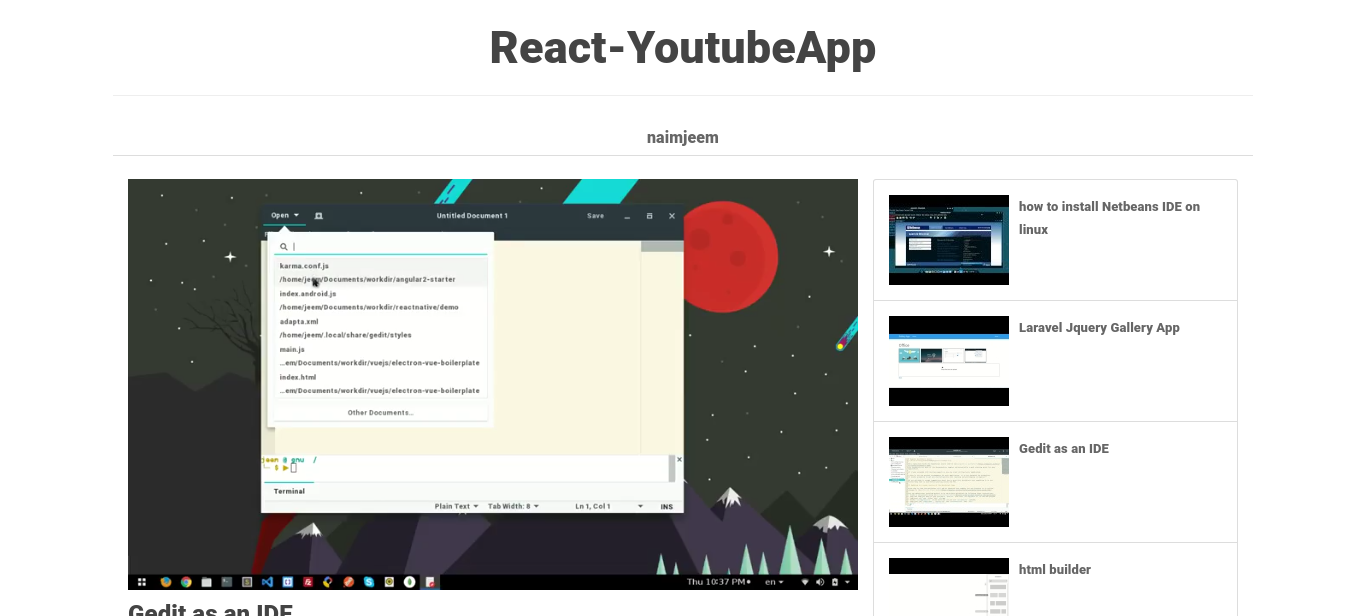 React-YoutubeApp
naimjeem
Open
Untitled Document 1
Save
karma.conf.js
/home/jeem/Documents/workdir/angular2-starter
index.android.js
/home/jeem/Documents/workdir/reactnative/demo
adapta.xml
/home/jeem/.local/share/gedit/styles
main.js
…em/Documents/workdir/vuejs/electron-vue-boilerplate
index.html
…em/Documents/workdir/vuejs/electron-vue-boilerplate
Other Documents…
jeem @ gnu /
$
Terminal
Plain Text Tab Width: 8 Ln 1, Col 1 INS
Thu 10:37 PM en
Gedit as an IDE
how to install Netbeans IDE on
linux
Laravel Jquery Gallery App
Gedit as an IDE
html builder